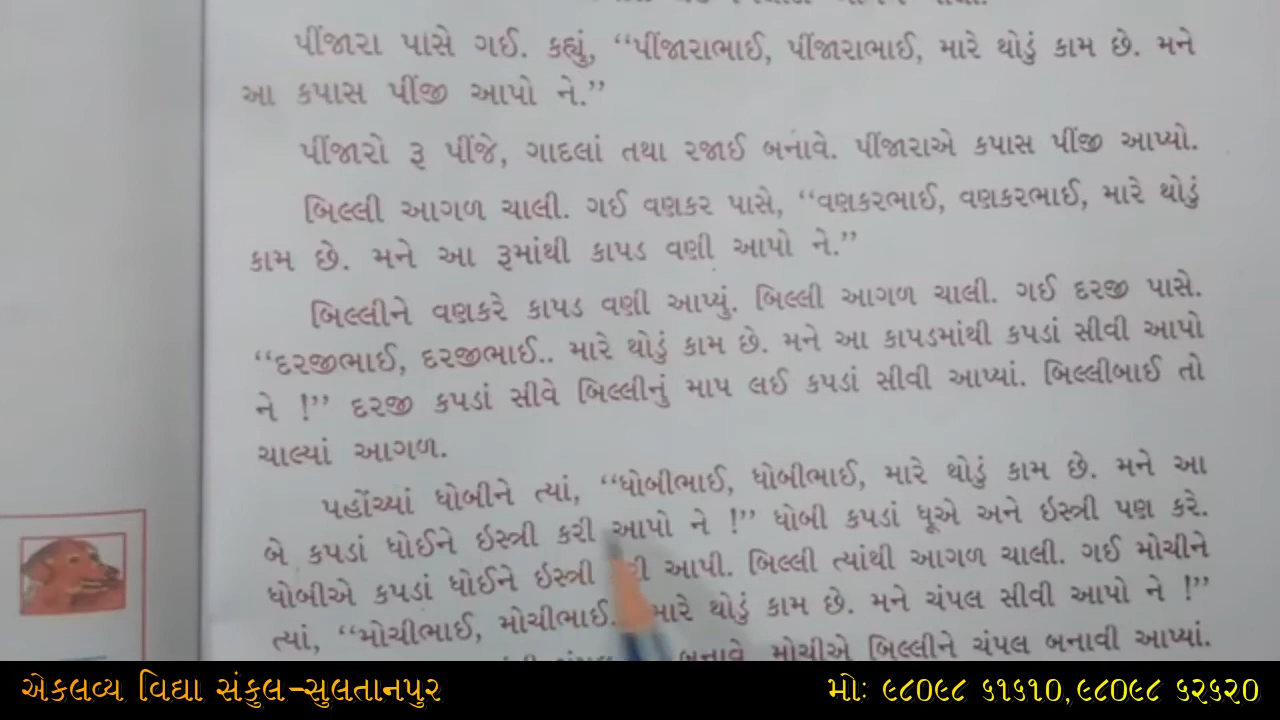 પીંજારા પાસે ગઈ. કહ્યું, “પીંજારાભાઈ, પીંજારાભાઈ, મારે થોડું કામ છે. મને
આ કપાસ પીંજી આપો ને.”
પીંજારો રૂ પીંજે, ગાદલાં તથા રજાઈ બનાવે. પીંજારાએ કપાસ પીંજી આપ્યો.
બિલ્લી આગળ ચાલી. ગઈ વણકર પાસે, “વણકરભાઈ, વણકરભાઈ, મારે થોડું
કામ છે. મને આ રૂમાંથી કાપડ વણી આપો ને.”
બિલ્લીને વણકરે કાપડ વણી આપ્યું. બિલ્લી આગળ ચાલી. ગઈ દરજી પાસે.
“દરજીભાઈ, દરજીભાઈ.. મારે થોડું કામ છે. મને આ કાપડમાંથી કપડાં સીવી આપો
ને !” દરજી કપડાં સીવે બિલ્લીનું માપ લઈ કપડાં સીવી આપ્યાં. બિલ્લીબાઈ તો
ચાલ્યાં આગળ.
પહોંચ્યાં ધોબીને ત્યાં, “ધોબીભાઈ, ધોબીભાઈ, મારે થોડું કામ છે. મને આ
બે કપડાં ધોઈને ઇસ્ત્રી કરી આપો ને !” ધોબી કપડાં ધૂએ અને ઇસ્ત્રી પણ કરે.
ધોબીએ કપડાં ધોઈને ઇસ્ત્રી આપી. બિલ્લી ત્યાંથી આગળ ચાલી. ગઈ મોચીને
ત્યાં, “મોચીભાઈ, મોચીભાઈ. મારે થોડું કામ છે. મને ચંપલ સીવી આપો ને !”
બનાવે મોચીએ બિલ્લીને ચંપલ બનાવી આપ્યાં.
એકલવ્ય વિદ્યા સંકુલ-સુલતાનપુર
મોઃ ૯૮૦૯૮ ૬૧૬૧૦,૯૮૦૯૮ ૬૨૬૨૦